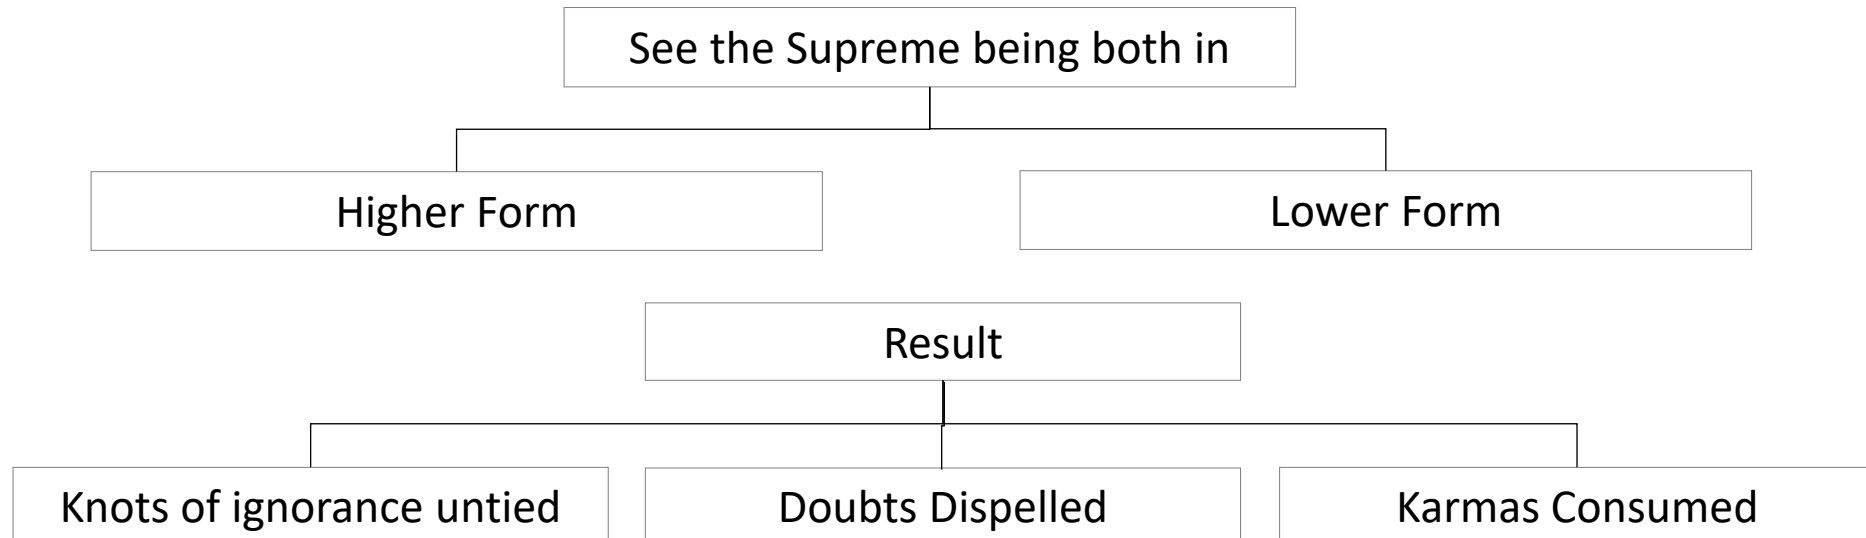 See the Supreme being both in
Higher Form
Lower Form
Result
Knots of ignorance untied
Doubts Dispelled
Karmas Consumed